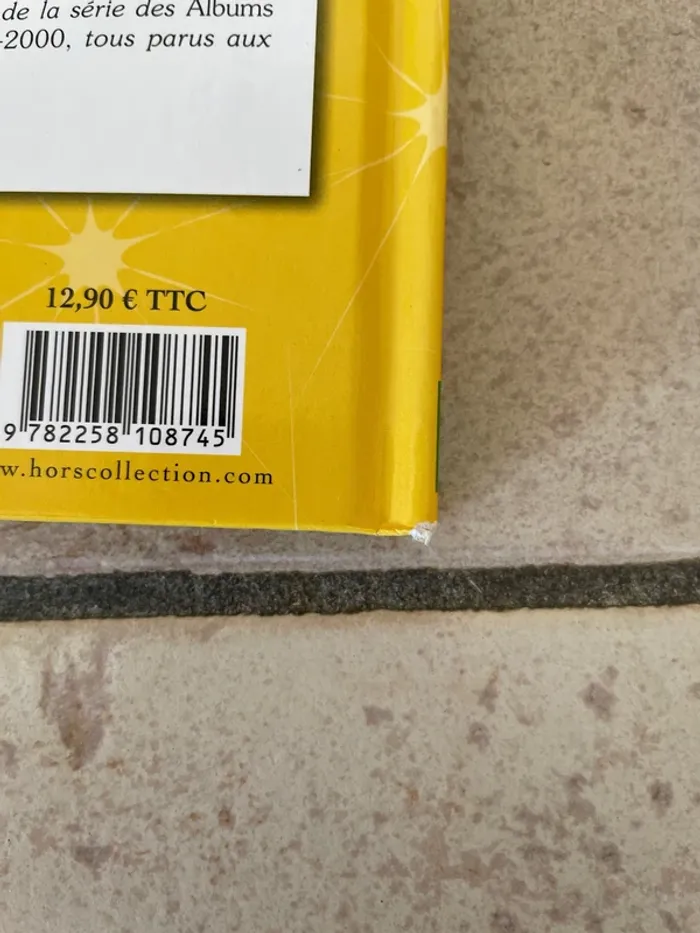 de la série des Albums
-2000, tous parus aux
12,90 € TTC
9 782258 108745
w.horscollection.com